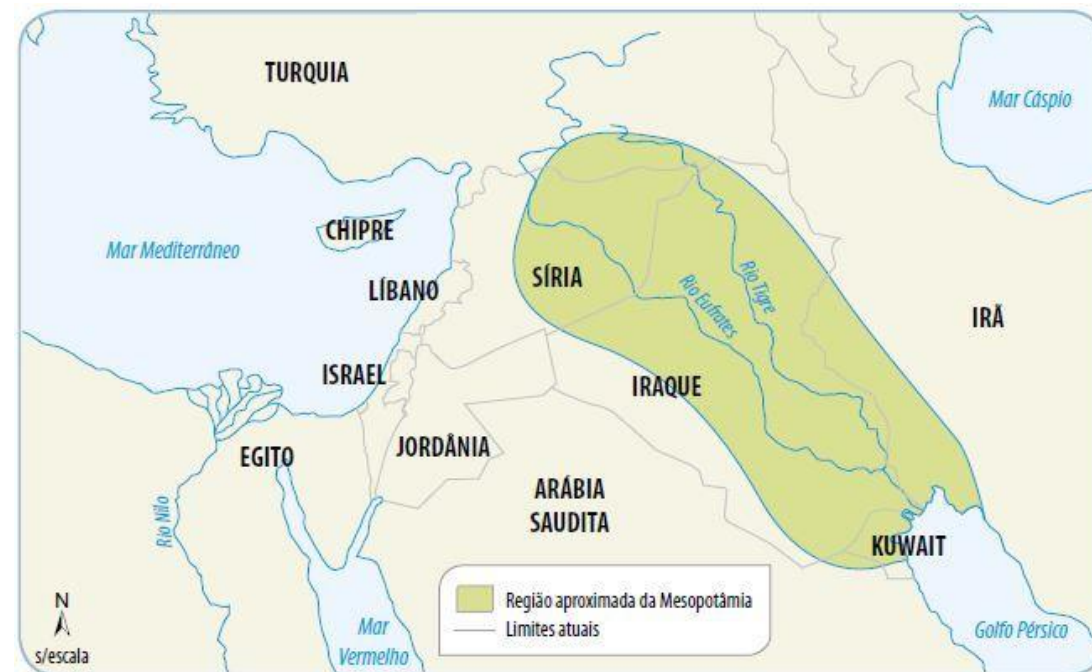 TURQUIA
Mar Cáspio
CHIPRE
Mar Mediterrâneo
SÍRIA
LÍBANO
Rio Tigre
Rio Eufrates
IRÃ
ISRAEL
IRAQUE
JORDÂNIA
EGITO
ARÁBIA
SAUDITA
Rio Nilo
KUWAIT
N
s/escala
Mar
Vermelho
Região aproximada da Mesopotâmia
Limites atuais
Golfo Pérsico